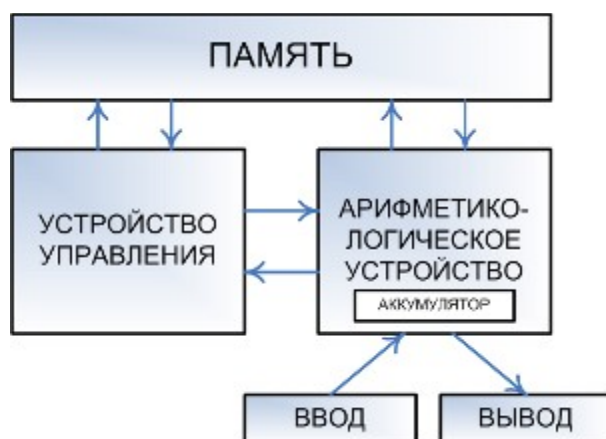 ПАМЯТЬ
УСТРОЙСТВО
УПРАВЛЕНИЯ
АРИФМЕТИКО-
ЛОГИЧЕСКОЕ
УСТРОЙСТВО
АККУМУЛЯТОР
ВВОД
ВЫВОД